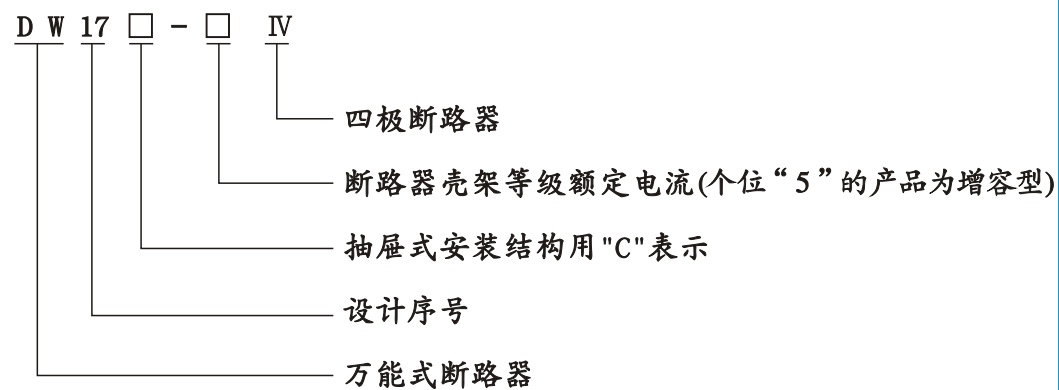 DW17□-□ Ⅳ
四极断路器
断路器壳架等级额定电流(个位“5”的产品为增容型)
抽屉式安装结构用"C"表示
设计序号
万能式断路器